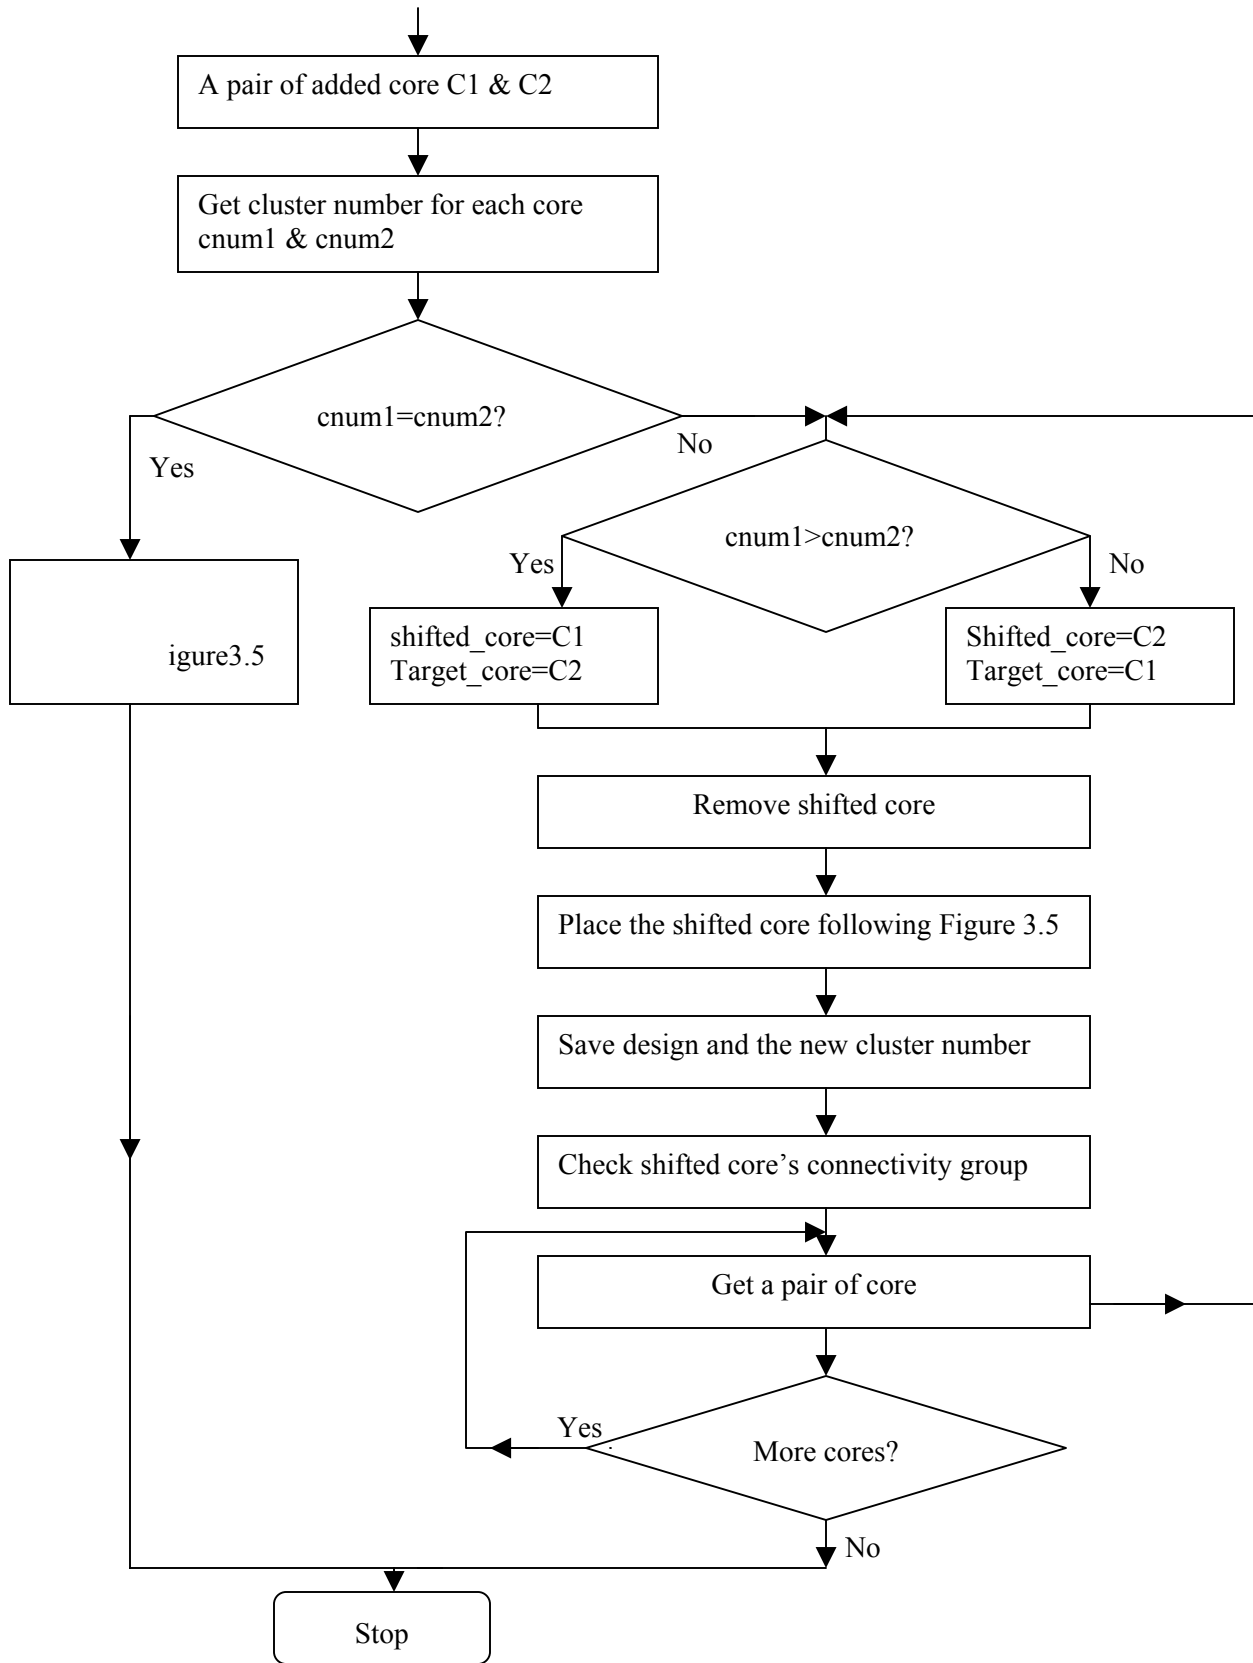 A pair of added core C1 & C2
Get cluster number for each core
cnum1 & cnum2
cnum1=cnum2?
Yes
No
cnum1>cnum2?
Yes
No
igure3.5
shifted_core=C1
Target_core=C2
Shifted_core=C2
Target_core=C1
Remove shifted core
Place the shifted core following Figure 3.5
Save design and the new cluster number
Check shifted core’s connectivity group
Get a pair of core
Yes
More cores?
No
Stop